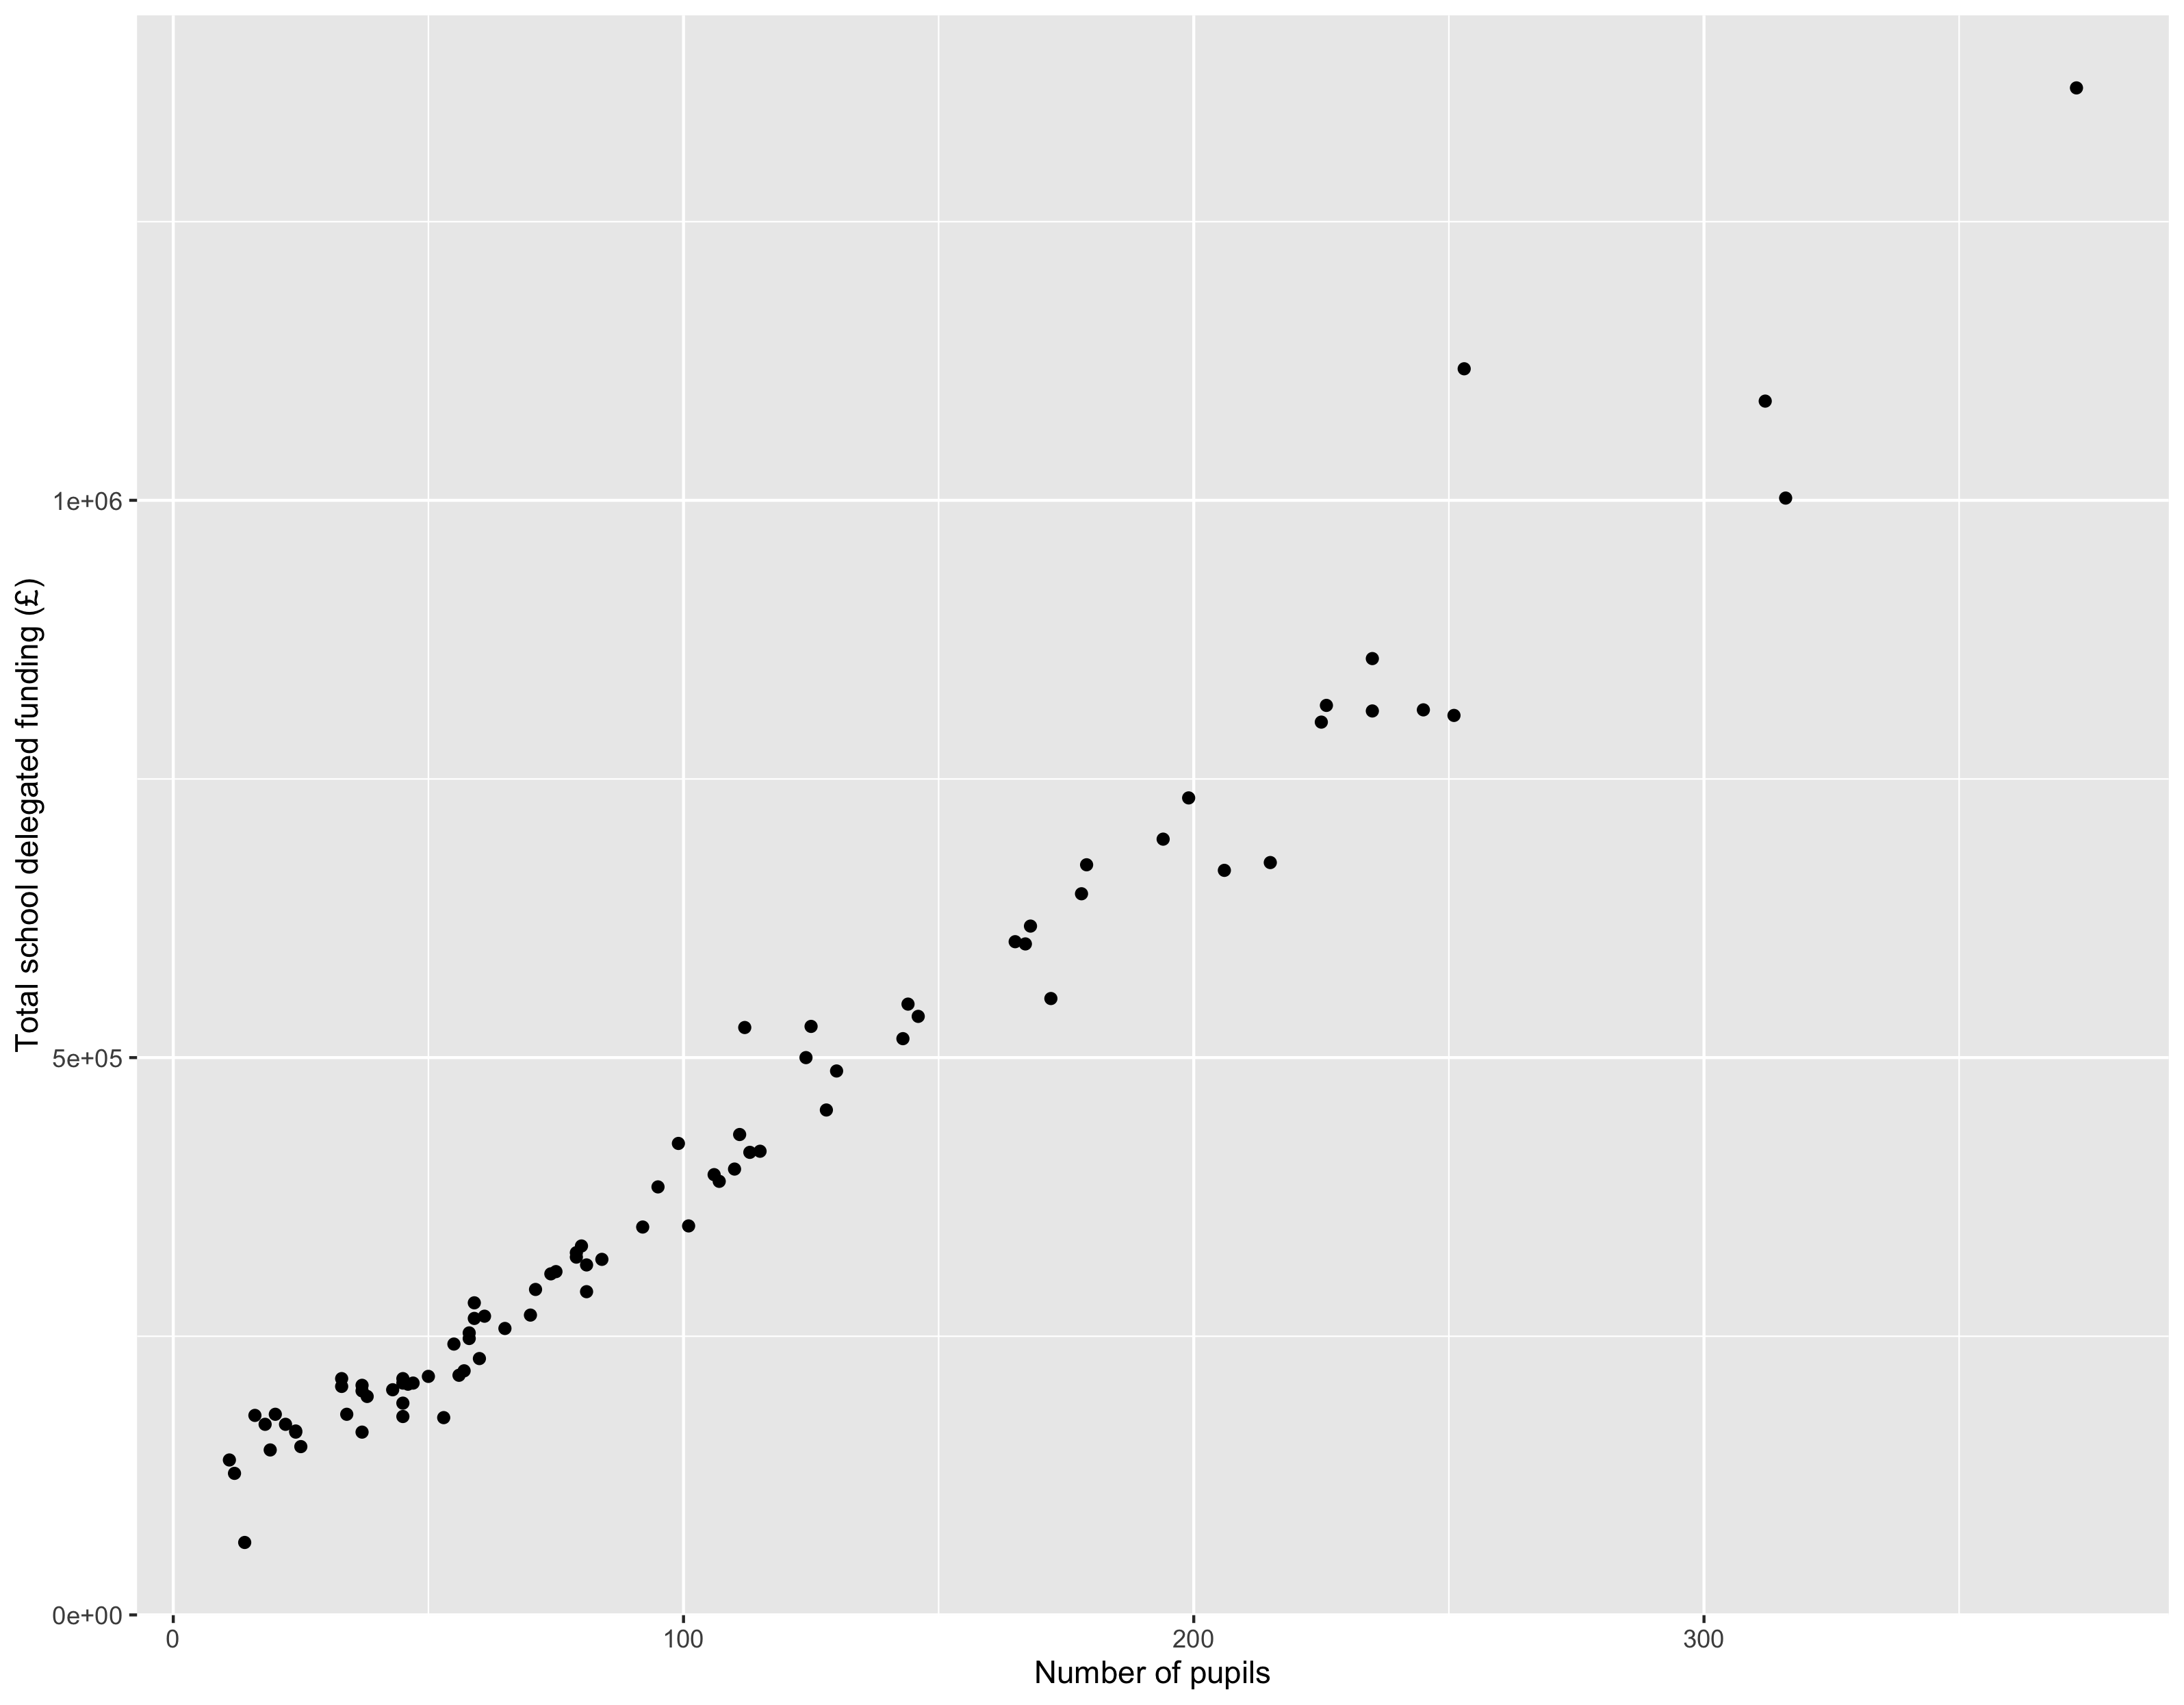 Total school delegated funding (£)
1e+06
5e+05
0e+00
0
100
200
300
Number of pupils